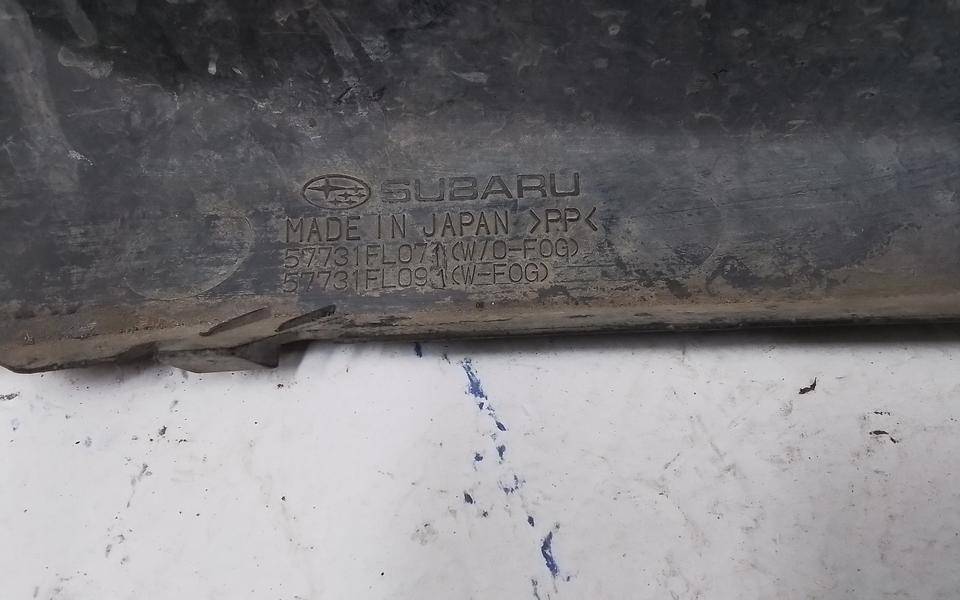 SUBARU
MADE IN JAPAN >PP<
57731FL071(W/O-FOG)
57731FL091(W-FOG)